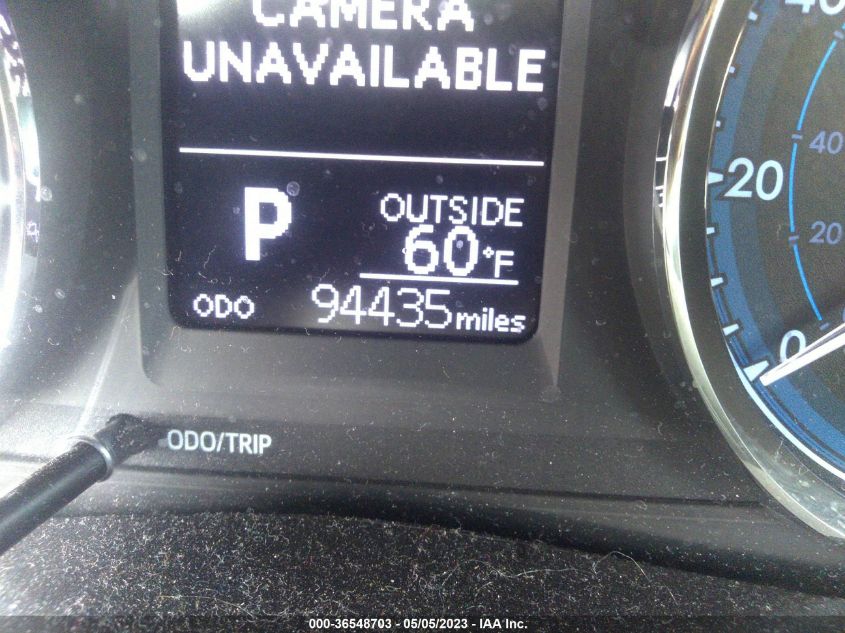 CAMERA
UNAVAILABLE
P
OUTSIDE
60°F
ODO 94435 miles
ODO/TRIP
40
40
20
20
0
000-36548703 - 05/05/2023 - IAA Inc.